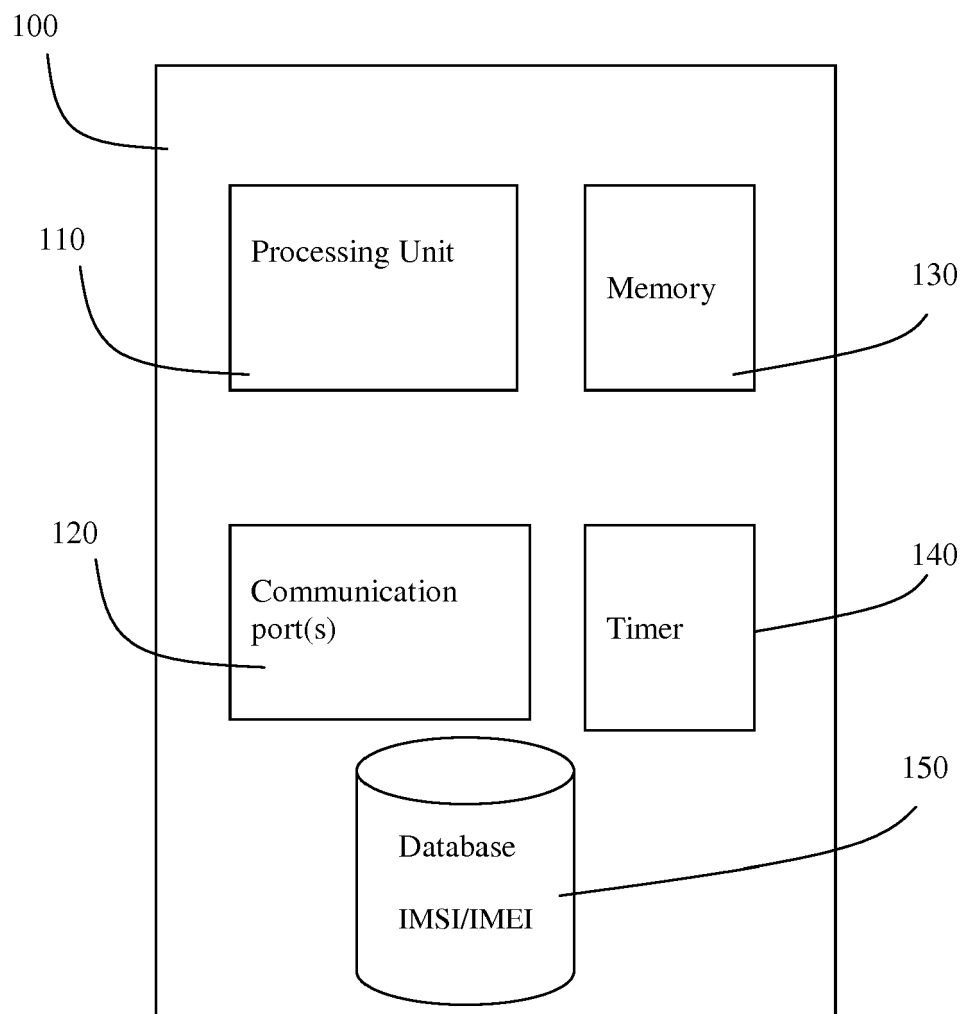 100
110
Processing Unit
Memory
130
120
Communication
port(s)
Timer
140
150
Database
IMSI/IMEI